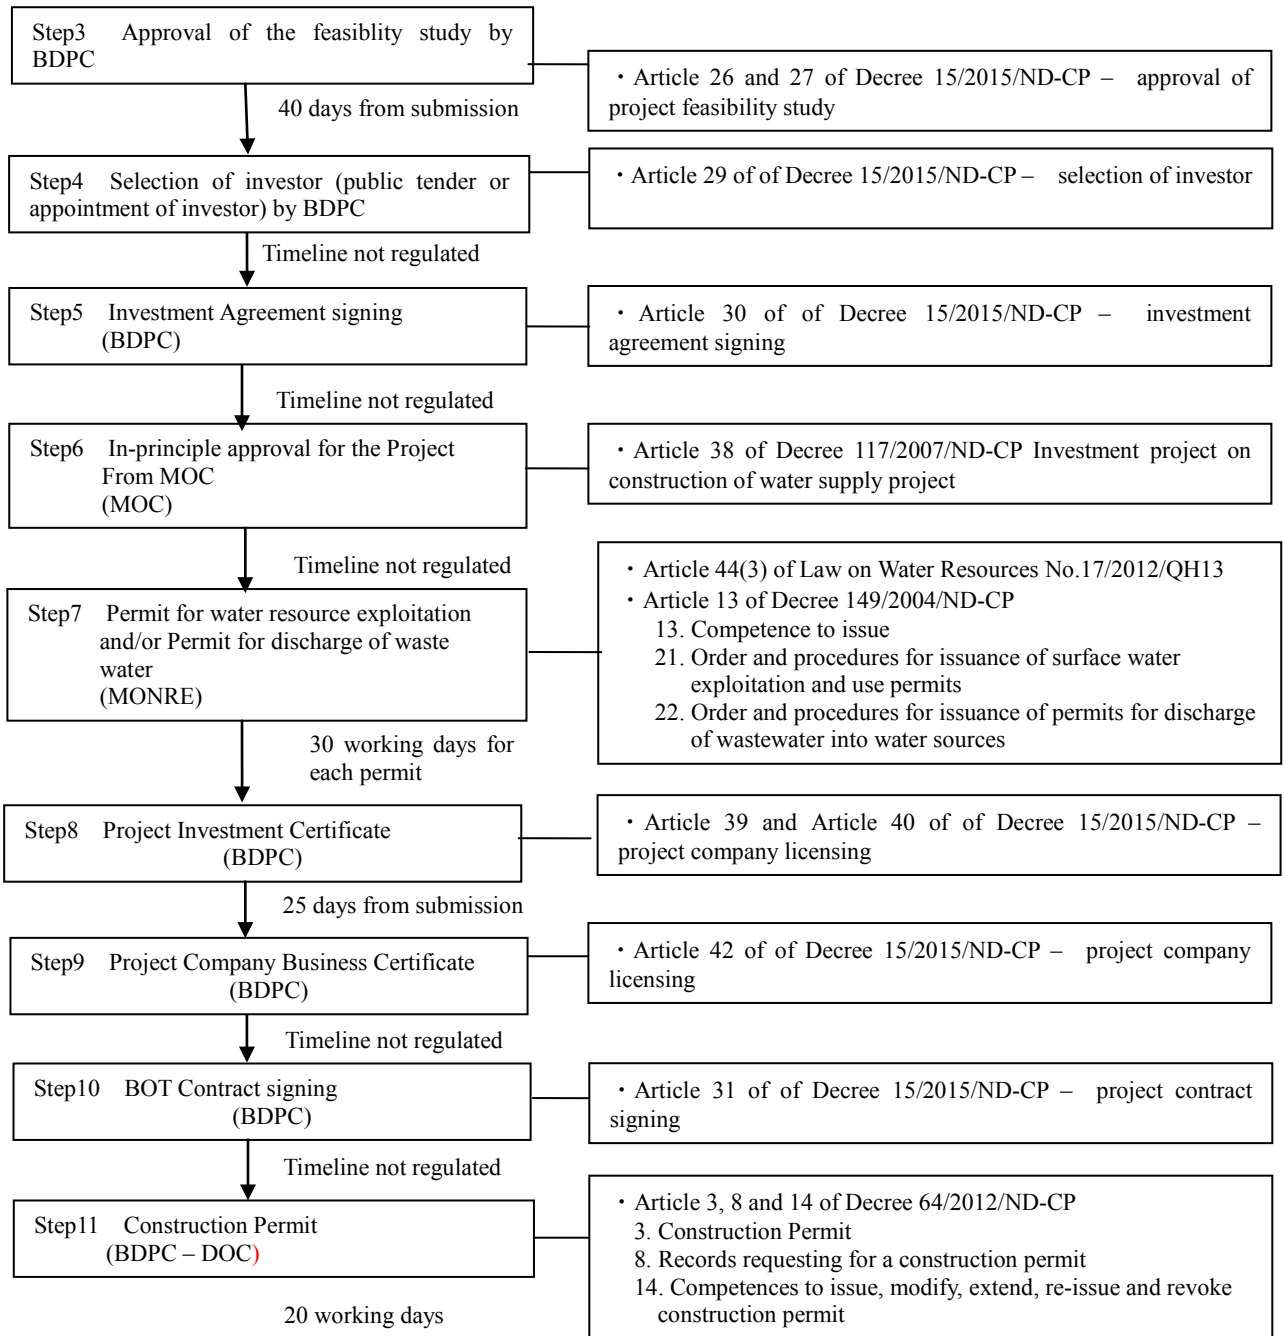 Step3 Approval of the feasiblity study by
BDPC
・Article 26 and 27 of Decree 15/2015/ND-CP – approval of
project feasibility study
40 days from submission
Step4 Selection of investor (public tender or
appointment of investor) by BDPC
・Article 29 of of Decree 15/2015/ND-CP – selection of investor
Timeline not regulated
Step5 Investment Agreement signing
(BDPC)
・Article 30 of of Decree 15/2015/ND-CP – investment
agreement signing
Timeline not regulated
Step6 In-principle approval for the Project
From MOC
(MOC)
・Article 38 of Decree 117/2007/ND-CP Investment project on
construction of water supply project
Timeline not regulated
Step7 Permit for water resource exploitation
and/or Permit for discharge of waste
water
(MONRE)
・Article 44(3) of Law on Water Resources No.17/2012/QH13
・Article 13 of Decree 149/2004/ND-CP
13. Competence to issue
21. Order and procedures for issuance of surface water
exploitation and use permits
22. Order and procedures for issuance of permits for discharge
of wastewater into water sources
30 working days for
each permit
Step8 Project Investment Certificate
(BDPC)
・Article 39 and Article 40 of of Decree 15/2015/ND-CP –
project company licensing
25 days from submission
Step9 Project Company Business Certificate
(BDPC)
・Article 42 of of Decree 15/2015/ND-CP – project company
licensing
Timeline not regulated
Step10 BOT Contract signing
(BDPC)
・Article 31 of of Decree 15/2015/ND-CP – project contract
signing
Timeline not regulated
Step11 Construction Permit
(BDPC – DOC)
・Article 3, 8 and 14 of Decree 64/2012/ND-CP
3. Construction Permit
8. Records requesting for a construction permit
14. Competences to issue, modify, extend, re-issue and revoke
construction permit
20 working days